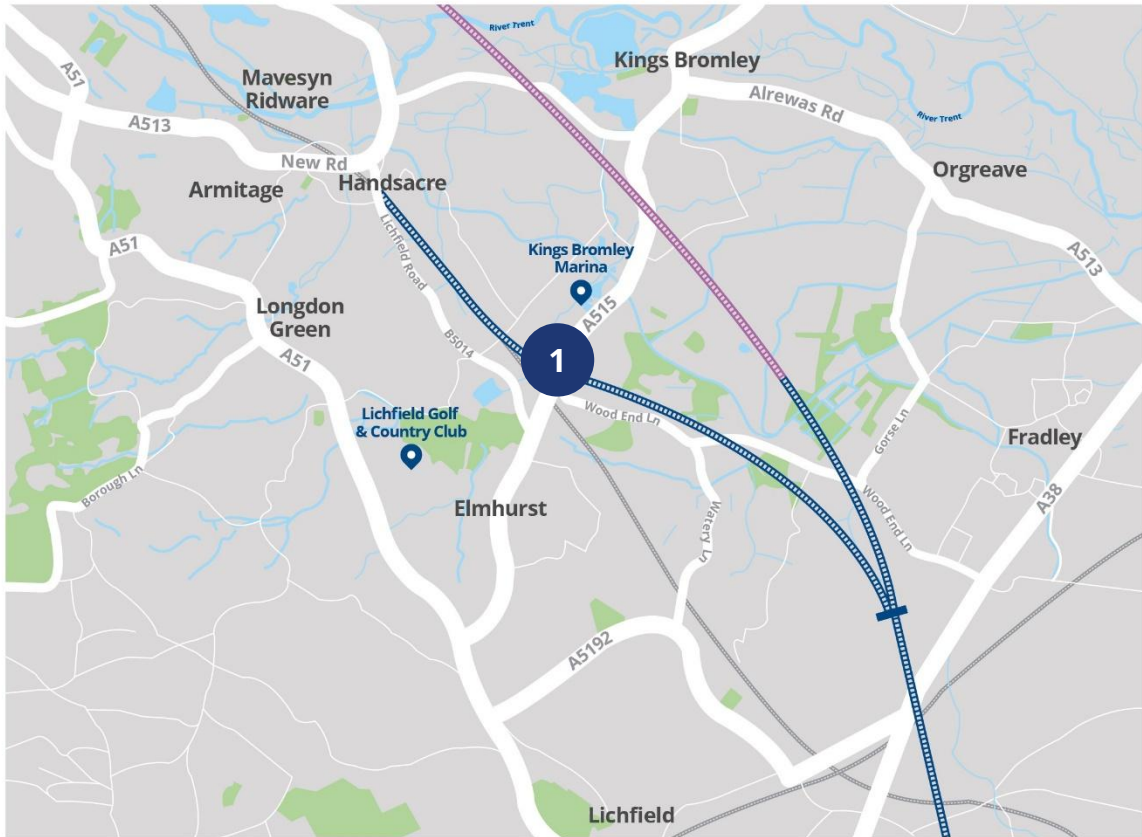 River Trent
Kings Bromley
A51
Mavesyn
Ridware
Alrewas Rd
A513
River Trent
New Rd
Orgreave
Armitage
Handsacre
Lichfield Road
A51
Kings Bromley
Marina
A513
Longdon
Green
A515
B5014
1
A51
Lichfield Golf
& Country Club
Wood End Ln
Gorse Ln
Fradley
Borough Ln
A38
Elmhurst
Watery Ln
Wood End Ln
A5192
Lichfield